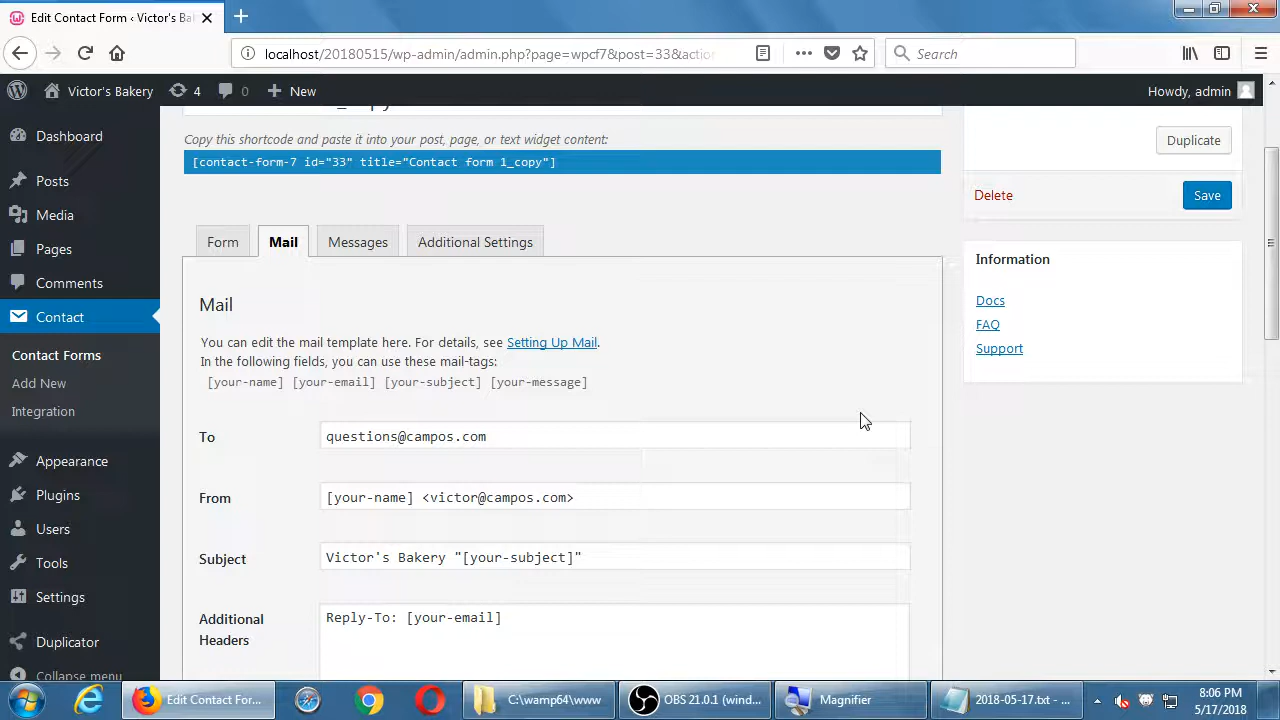 Edit Contact Form ‹ Victor's Ba
localhost/20180515/wp-admin/admin.php?page=wpcf7&post=33&actio
Search
Victor's Bakery
4
0
New
Howdy, admin
Dashboard
Posts
Media
Pages
Comments
Contact
Contact Forms
Add New
Integration
Appearance
Plugins
Users
Tools
Settings
Duplicator
Collapse menu
Copy this shortcode and paste it into your post, page, or text widget content:
[contact-form-7 id="33" title="Contact form 1_copy"]
Form
Mail
Messages
Additional Settings
Mail
You can edit the mail template here. For details, see Setting Up Mail.
In the following fields, you can use these mail-tags:
[your-name] [your-email] [your-subject] [your-message]
To
questions@campos.com
From
[your-name] <victor@campos.com>
Subject
Victor's Bakery "[your-subject]"
Additional
Headers
Reply-To: [your-email]
Duplicate
Delete
Save
Information
Docs
FAQ
Support
Edit Contact For...
C:\wamp64\www
OBS 21.0.1 (wind...
Magnifier
2018-05-17.txt - ...
8:06 PM
5/17/2018